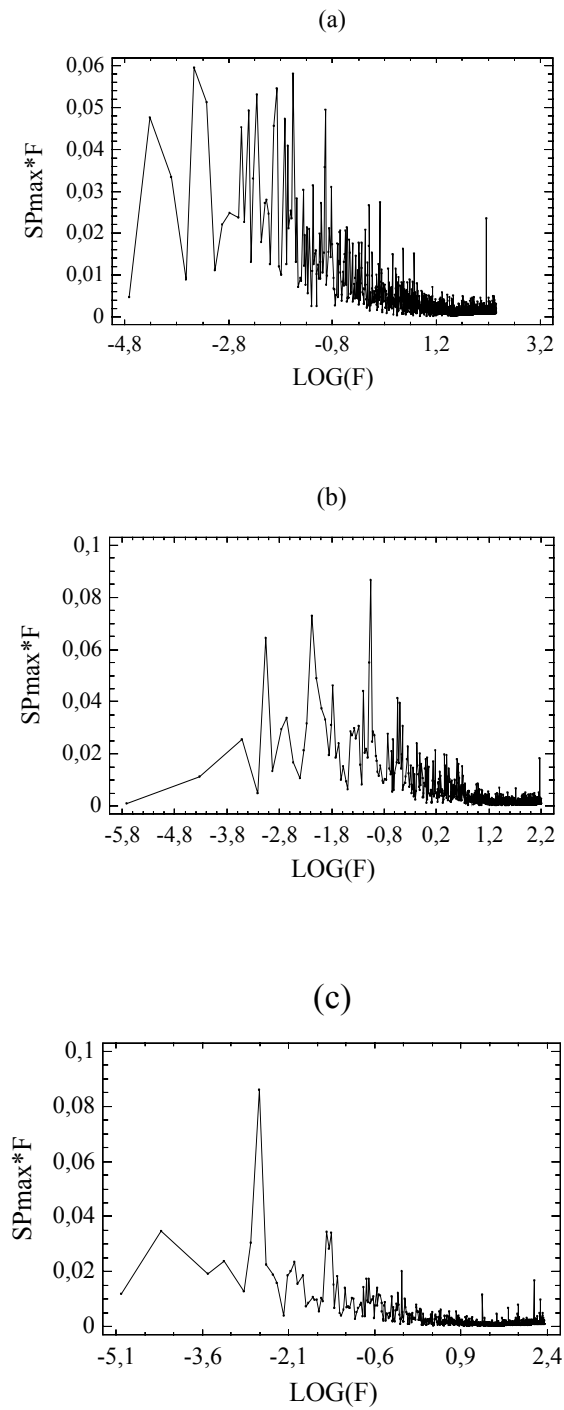 (a)
0,06
0,05
0,04
0,03
0,02
0,01
0
SPmax*F
-4,8 -2,8 -0,8 1,2 3,2
LOG(F)
(b)
0,1
0,08
0,06
0,04
0,02
0
SPmax*F
-5,8 -4,8 -3,8 -2,8 -1,8 -0,8 0,2 1,2 2,2
LOG(F)
(c)
0,1
0,08
0,06
0,04
0,02
0
SPmax*F
-5,1 -3,6 -2,1 -0,6 0,9 2,4
LOG(F)